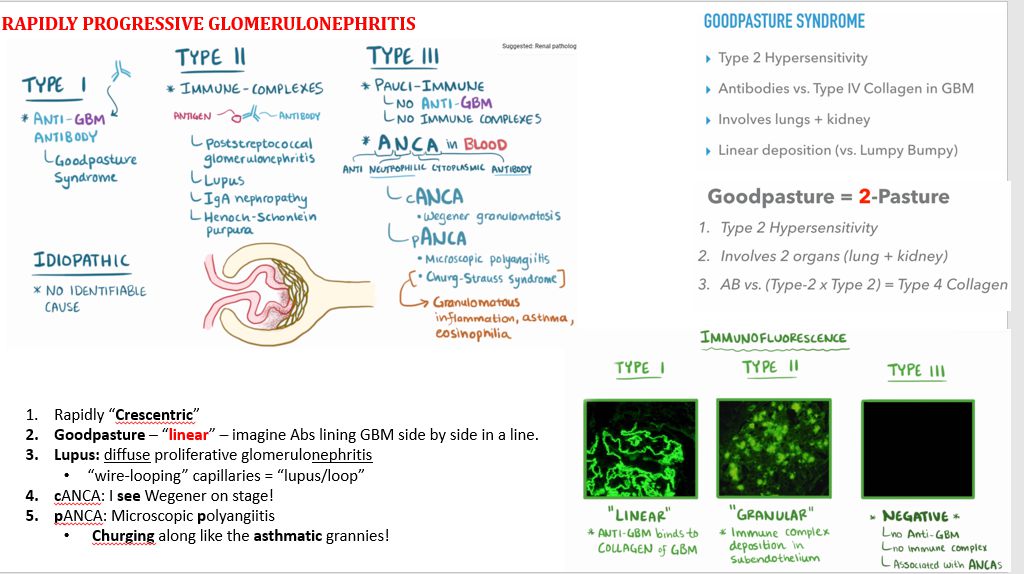 RAPIDLY PROGRESSIVE GLOMERULONEPHRITIS
Suggested: Renal patholog
TYPE I
* ANTI-GBM
ANTIBODY
Goodpasture
Syndrome
IDIOPATHIC
* NO IDENTIFIABLE
CAUSE
TYPE II
* IMMUNE-COMPLEXES
ANTIGEN
ANTIBODY
Poststreptococcal
glomerulonephritis
Lupus
IgA nephropathy
Henoch-Schonlein
purpura
TYPE III
* PAUCI-IMMUNE
NO ANTI-GBM
NO IMMUNE COMPLEXES
* ANCA in BLOOD
ANTI NEUTROPHILIC CYTOPLASMIC ANTIBODY
cANCA
• Wegener granulomatosis
pANCA
• Microscopic polyangiitis
[• Churg-Strauss Syndrome]
Granulomatous
inflammation, asthma,
eosinophilia
GOODPASTURE SYNDROME
Type 2 Hypersensitivity
Antibodies vs. Type IV Collagen in GBM
Involves lungs + kidney
Linear deposition (vs. Lumpy Bumpy)
Goodpasture = 2-Pasture
1. Type 2 Hypersensitivity
2. Involves 2 organs (lung + kidney)
3. AB vs. (Type-2 x Type 2) = Type 4 Collagen
1. Rapidly “Crescentric”
2. Goodpasture – “linear” – imagine Abs lining GBM side by side in a line.
3. Lupus: diffuse proliferative glomerulonephritis
• “wire-looping” capillaries = “lupus/loop”
4. cANCA: I see Wegener on stage!
5. pANCA: Microscopic polyangiitis
• Churging along like the asthmatic grannies!
IMMUNOFLUORESCENCE
TYPE I
TYPE II
TYPE III
"LINEAR"
* ANTI-GBM binds to
COLLAGEN of GBM
"GRANULAR"
* Immune complex
deposition in
Subendothelium
* NEGATIVE *
no Anti-GBM
no immune complex
Associated with ANCAs